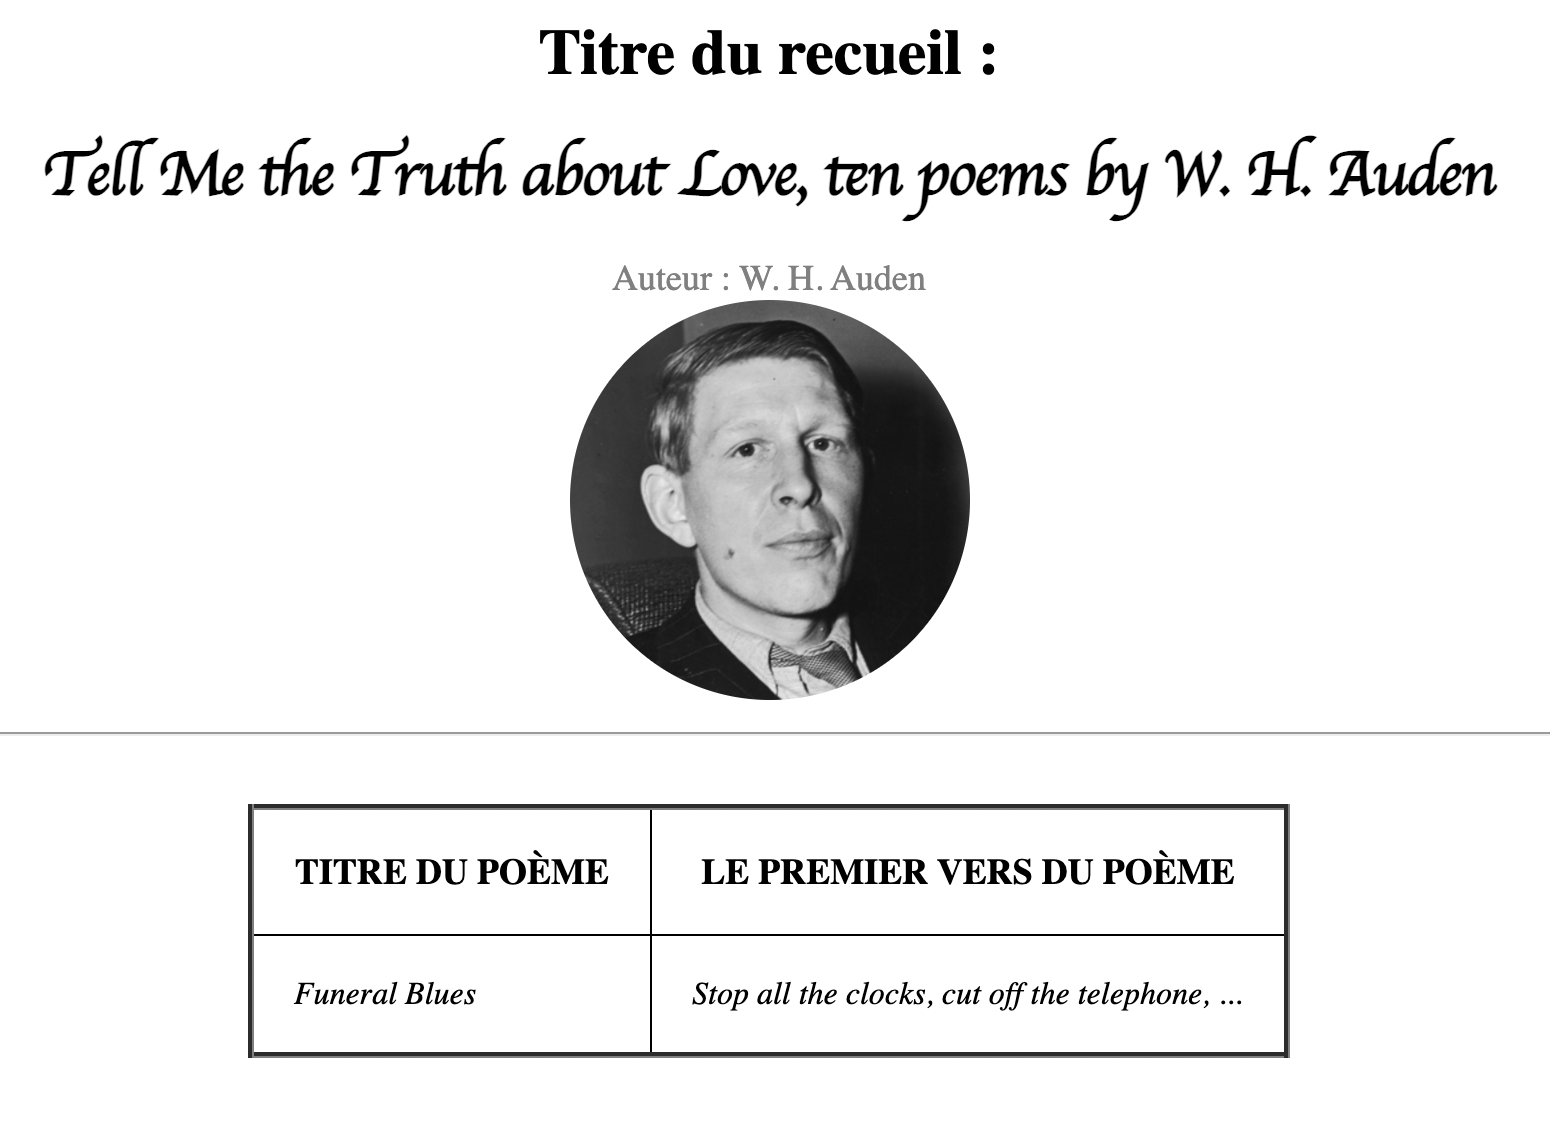 Titre du recueil :
Tell Me the Truth about Love, ten poems by W. H. Auden
Auteur : W. H. Auden
TITRE DU POÈME
LE PREMIER VERS DU POÈME
Funeral Blues
Stop all the clocks, cut off the telephone, ...